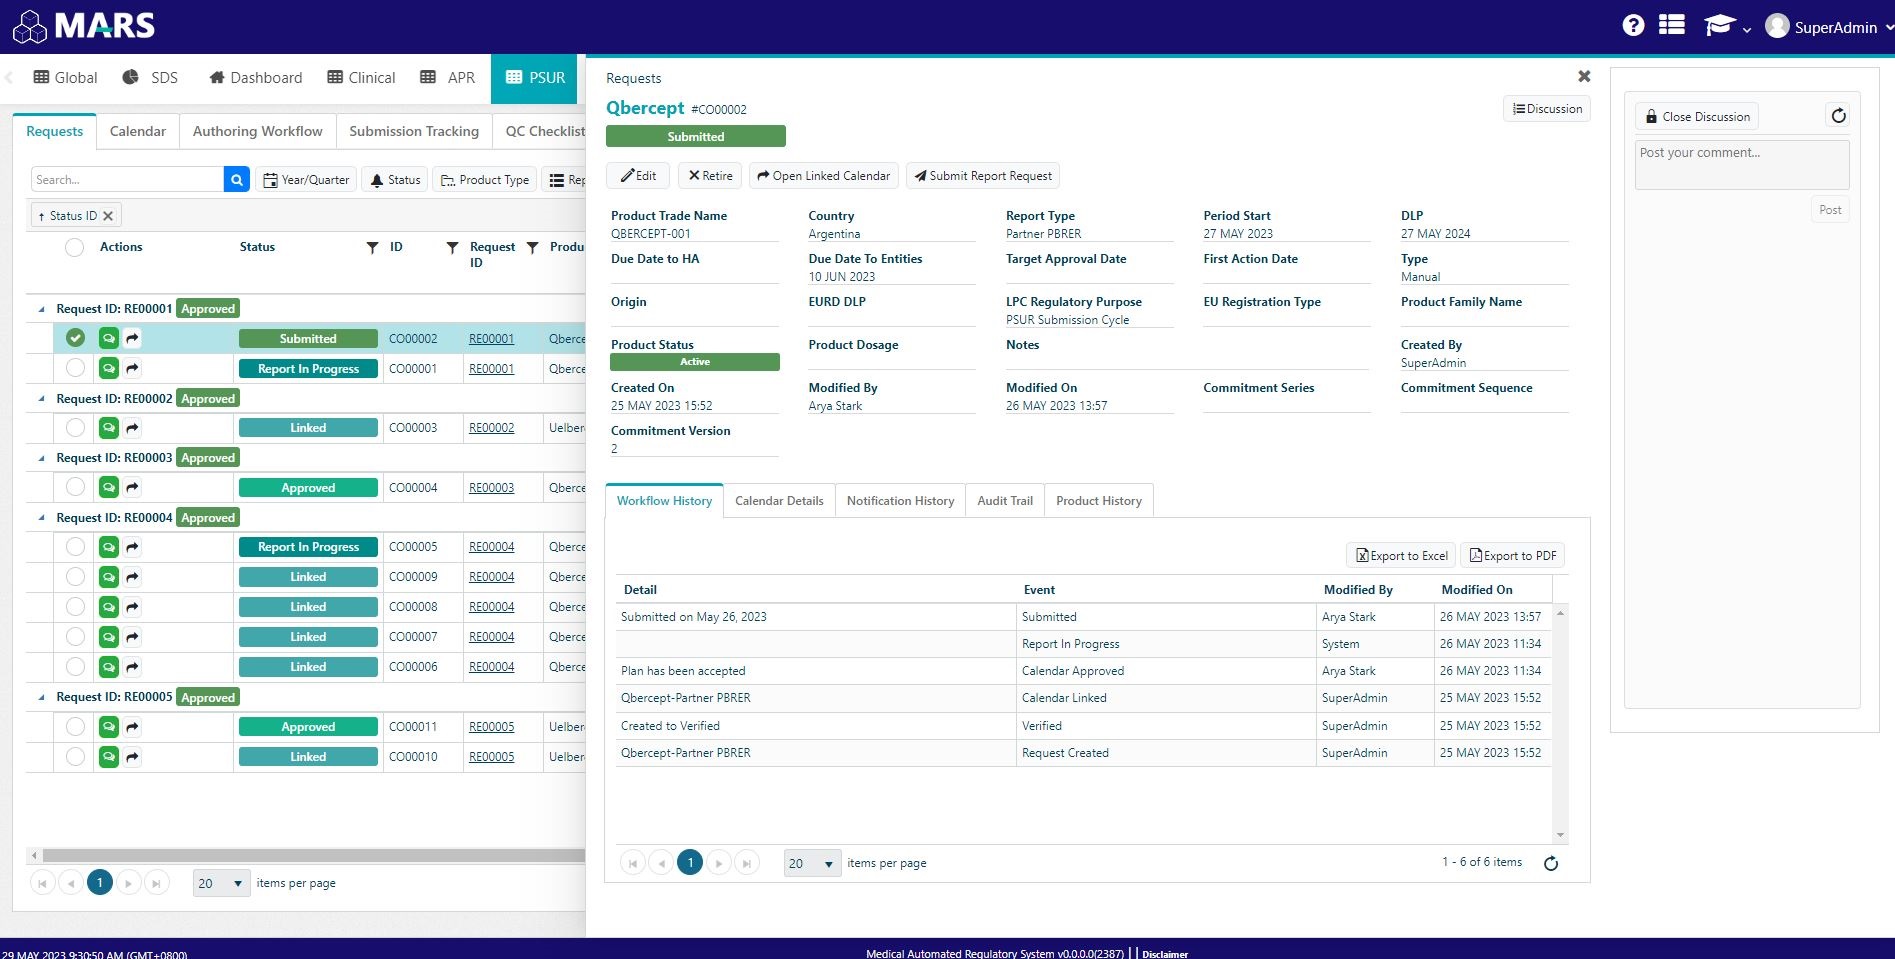 MARS
SuperAdmin
Global SDS Dashboard Clinical APR PSUR
Requests Calendar Authoring Workflow Submission Tracking QC Checklist
Search... Year/Quarter Status Product Type
↑ Status ID
Actions Status ID Request ID
Request ID: RE00001 Approved
Submitted CO00002 RE00001
Report In Progress CO00001 RE00001
Request ID: RE00002 Approved
Linked CO00003 RE00002
Request ID: RE00003 Approved
Approved CO00004 RE00003
Request ID: RE00004 Approved
Report In Progress CO00005 RE00004
Linked CO00009 RE00004
Linked CO00008 RE00004
Linked CO00007 RE00004
Linked CO00006 RE00004
Request ID: RE00005 Approved
Approved CO00011 RE00005
Linked CO00010 RE00005
1 20 items per page
Requests
Qbercept #CO00002
Discussion
Submitted
Edit Retire Open Linked Calendar Submit Report Request
Product Trade Name Country Report Type Period Start DLP
QBERCEPT-001 Argentina Partner PBRER 27 MAY 2023 27 MAY 2024
Due Date to HA Due Date To Entities Target Approval Date First Action Date Type
10 JUN 2023 Manual
Origin EURD DLP LPC Regulatory Purpose EU Registration Type Product Family Name
PSUR Submission Cycle
Product Status Product Dosage Notes Created By
Active SuperAdmin
Created On Modified By Modified On Commitment Series Commitment Sequence
25 MAY 2023 15:52 Arya Stark 26 MAY 2023 13:57
Commitment Version
2
Workflow History Calendar Details Notification History Audit Trail Product History
Export to Excel Export to PDF
Detail Event Modified By Modified On
Submitted on May 26, 2023 Submitted Arya Stark 26 MAY 2023 13:57
Report In Progress System 26 MAY 2023 11:34
Plan has been accepted Calendar Approved Arya Stark 26 MAY 2023 11:34
Qbercept-Partner PBRER Calendar Linked SuperAdmin 25 MAY 2023 15:52
Created to Verified Verified SuperAdmin 25 MAY 2023 15:52
Qbercept-Partner PBRER Request Created SuperAdmin 25 MAY 2023 15:52
1 20 items per page 1 - 6 of 6 items
Close Discussion
Post your comment...
Post
29 MAY 2023 9:30:50 AM (GMT+0800)
Medical Automated Regulatory System v0.0.0.0(2387) || Disclaimer